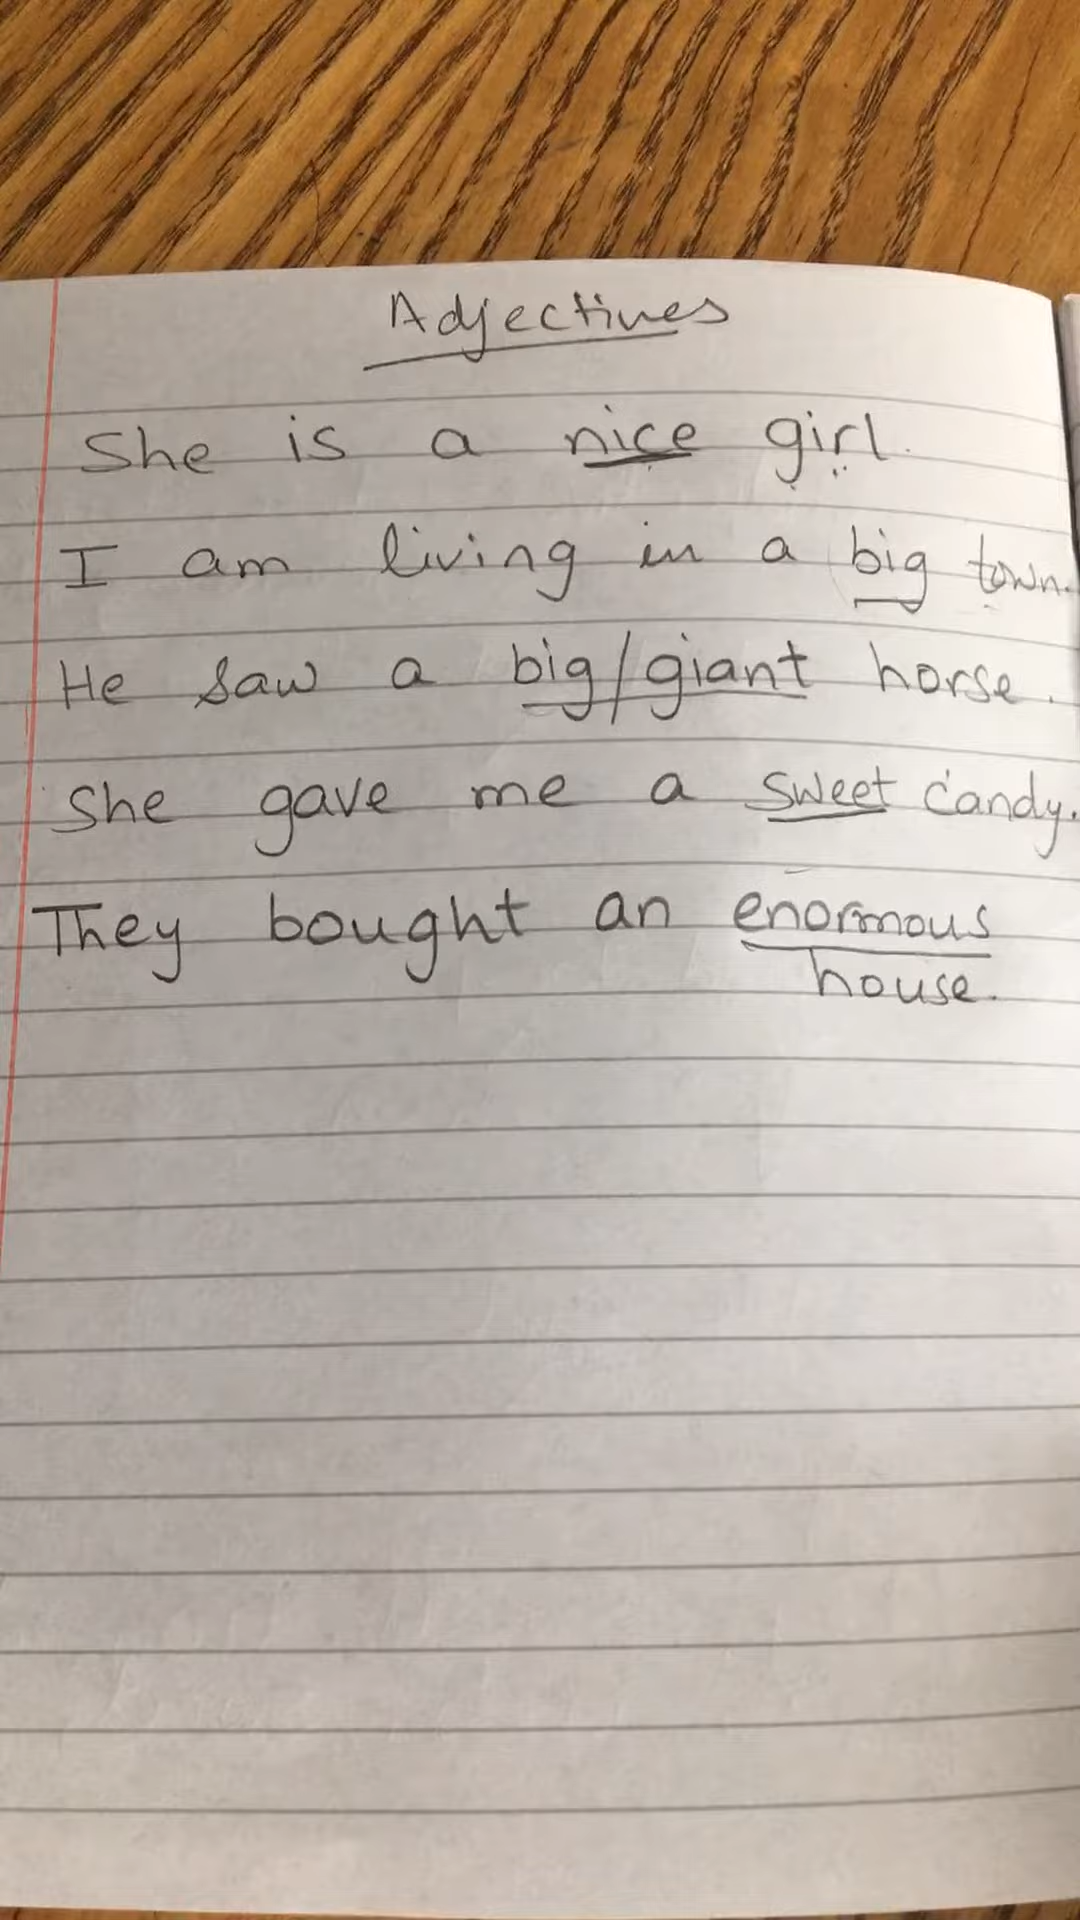 Adjectives
She is a nice girl.
I am living in a big town.
He saw a big/giant horse.
She gave me a sweet candy.
They bought an enormous
house.